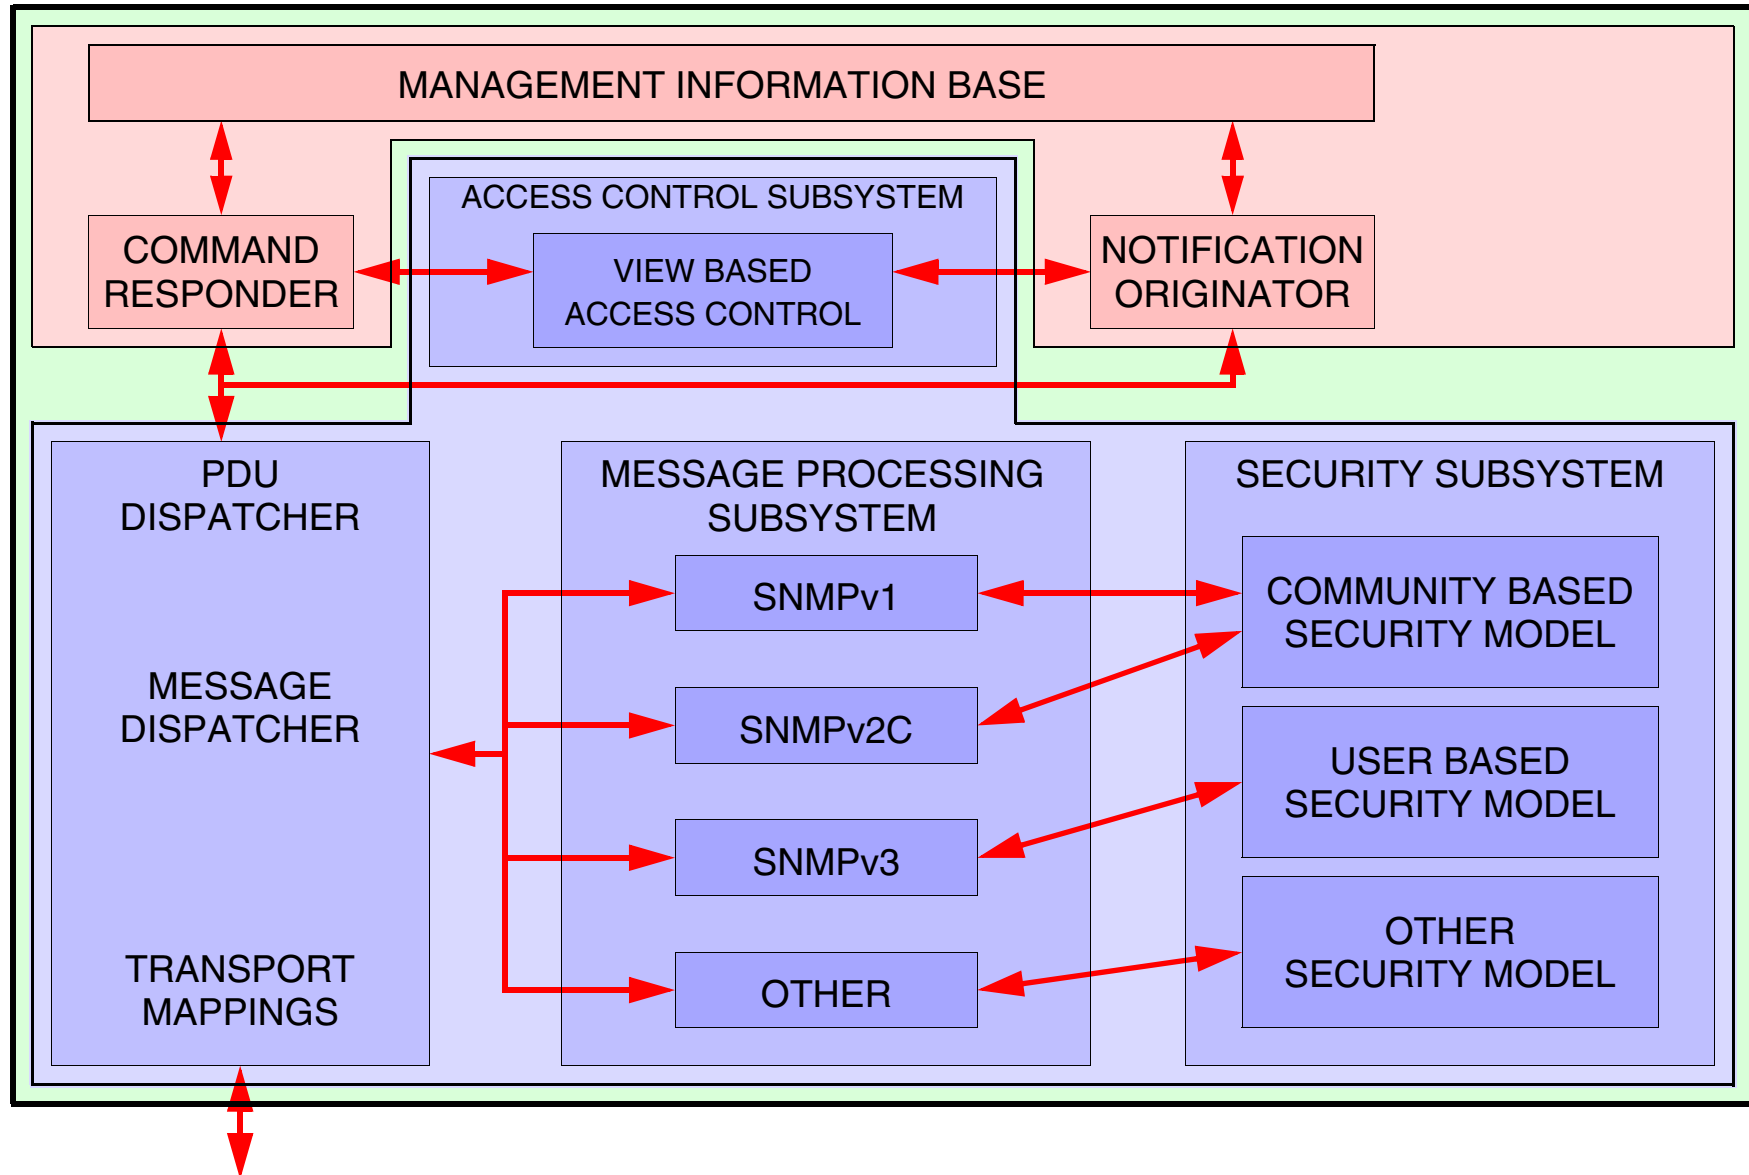 MANAGEMENT INFORMATION BASE
ACCESS CONTROL SUBSYSTEM
COMMAND
RESPONDER
VIEW BASED
ACCESS CONTROL
NOTIFICATION
ORIGINATOR
PDU
DISPATCHER
MESSAGE
DISPATCHER
TRANSPORT
MAPPINGS
MESSAGE PROCESSING
SUBSYSTEM
SNMPv1
SNMPv2C
SNMPv3
OTHER
SECURITY SUBSYSTEM
COMMUNITY BASED
SECURITY MODEL
USER BASED
SECURITY MODEL
OTHER
SECURITY MODEL